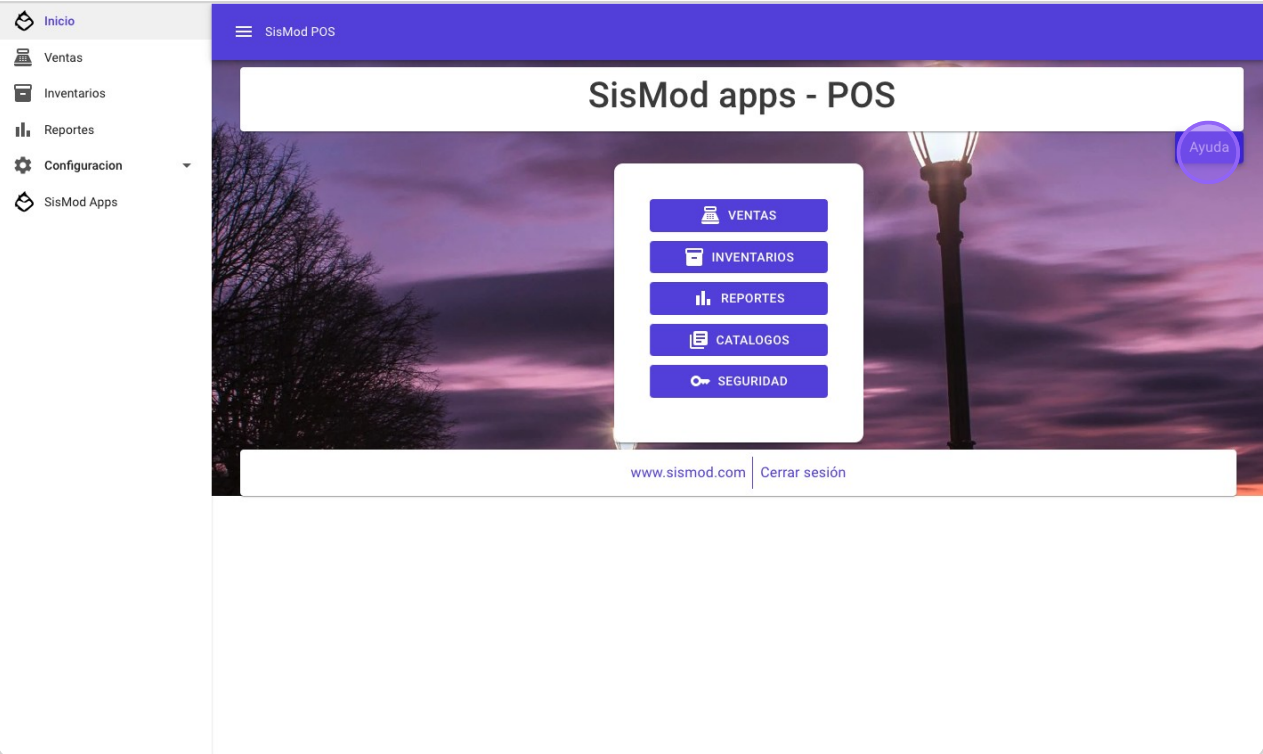 Inicio
Ventas
Inventarios
Reportes
Configuracion
SisMod Apps
SisMod POS
SisMod apps - POS
Ayuda
VENTAS
INVENTARIOS
REPORTES
CATALOGOS
SEGURIDAD
www.sismod.com
Cerrar sesión